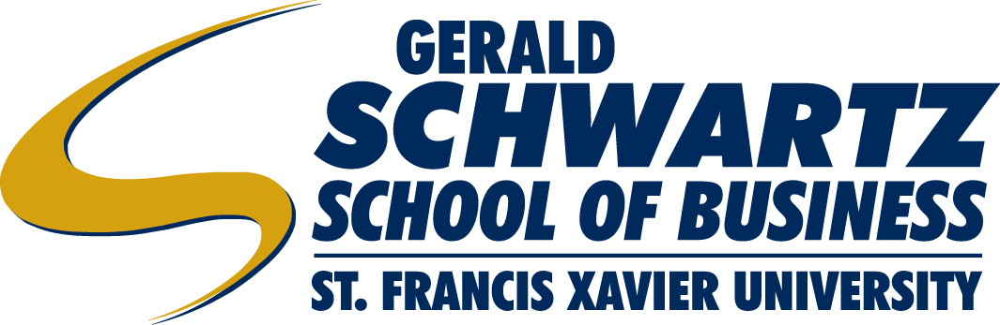 GERALD
SCHWARTZ
SCHOOL OF BUSINESS
ST. FRANCIS XAVIER UNIVERSITY